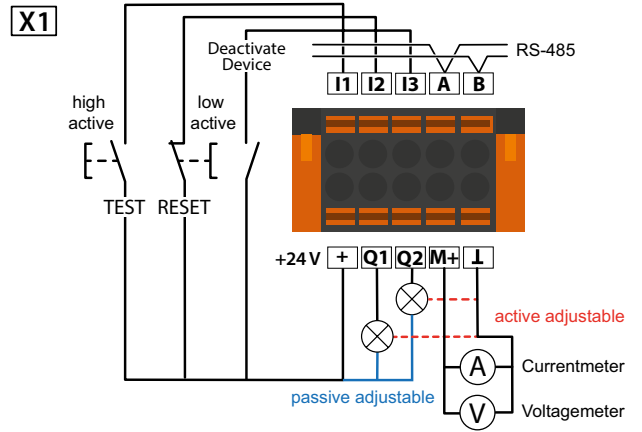 X1
Deactivate
Device
RS-485
I1 I2 I3 A B
high
active
low
active
TEST RESET
+24 V + Q1 Q2 M+ ⊥
active adjustable
passive adjustable
A Currentmeter
V Voltagemeter